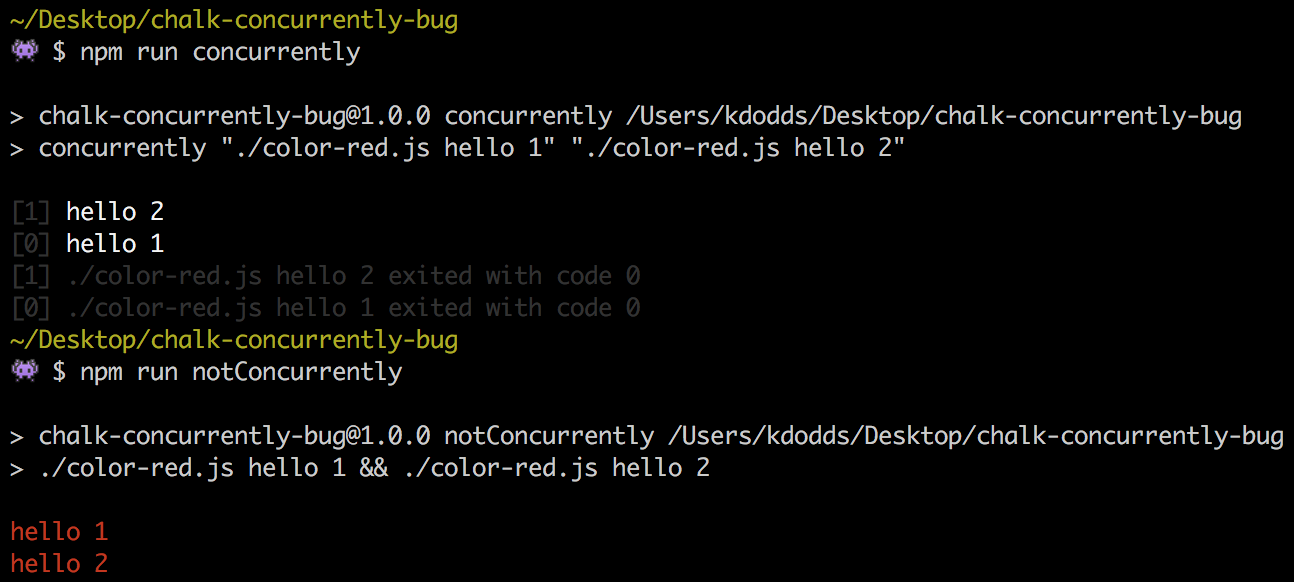 ~/Desktop/chalk-concurrently-bug
👾 $ npm run concurrently
> chalk-concurrently-bug@1.0.0 concurrently /Users/kdodds/Desktop/chalk-concurrently-bug
> concurrently "./color-red.js hello 1" "./color-red.js hello 2"
[1] hello 2
[0] hello 1
[1] ./color-red.js hello 2 exited with code 0
[0] ./color-red.js hello 1 exited with code 0
~/Desktop/chalk-concurrently-bug
👾 $ npm run notConcurrently
> chalk-concurrently-bug@1.0.0 notConcurrently /Users/kdodds/Desktop/chalk-concurrently-bug
> ./color-red.js hello 1 && ./color-red.js hello 2
hello 1
hello 2